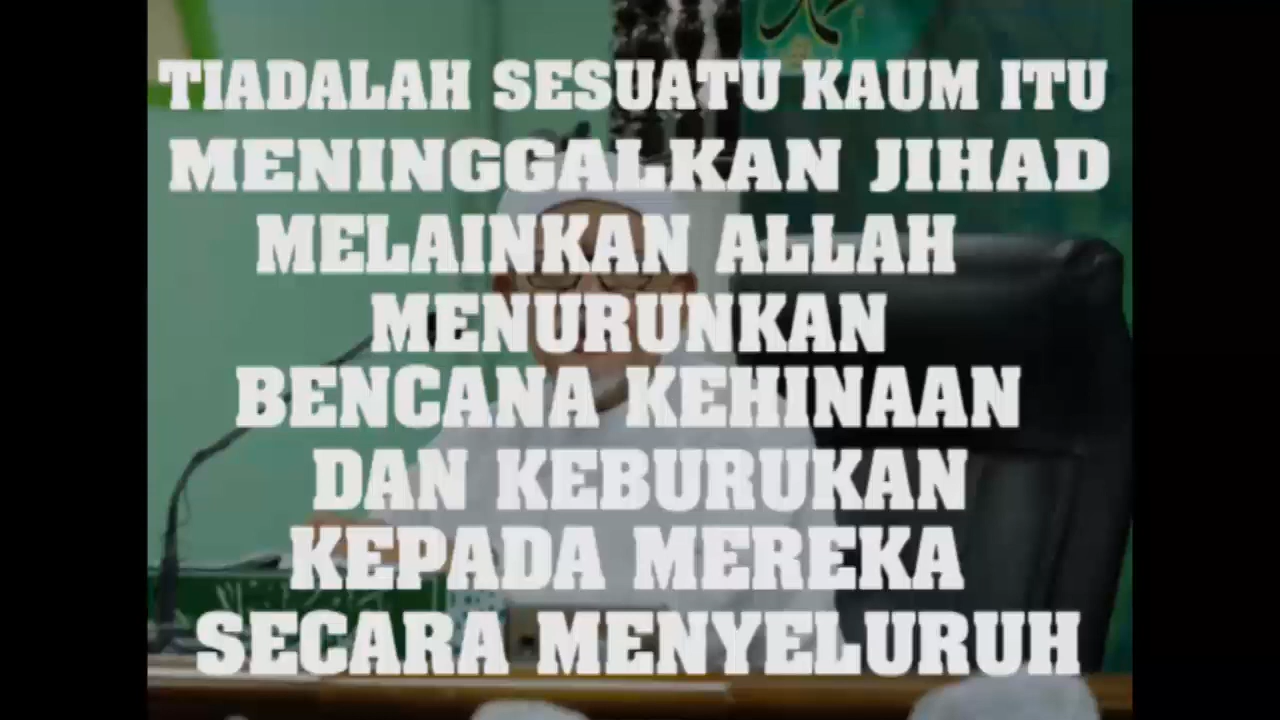 TIADALAH SESUATU KAUM ITU
MENINGGALKAN JIHAD
MELAINKAN ALLAH
MENURUNKAN
BENCANA KEHINAAN
DAN KEBURUKAN
KEPADA MEREKA
SECARA MENYELURUH